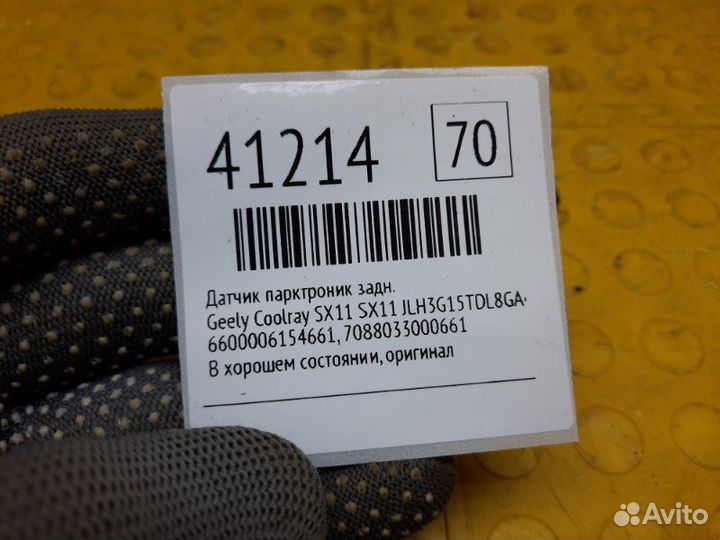 41214
70
Датчик парктроник задн.
Geely Coolray SX11 SX11 JLH3G15TDL8GA-
6600006154661, 7088033000661
В хорошем состоянии, оригинал
Avito